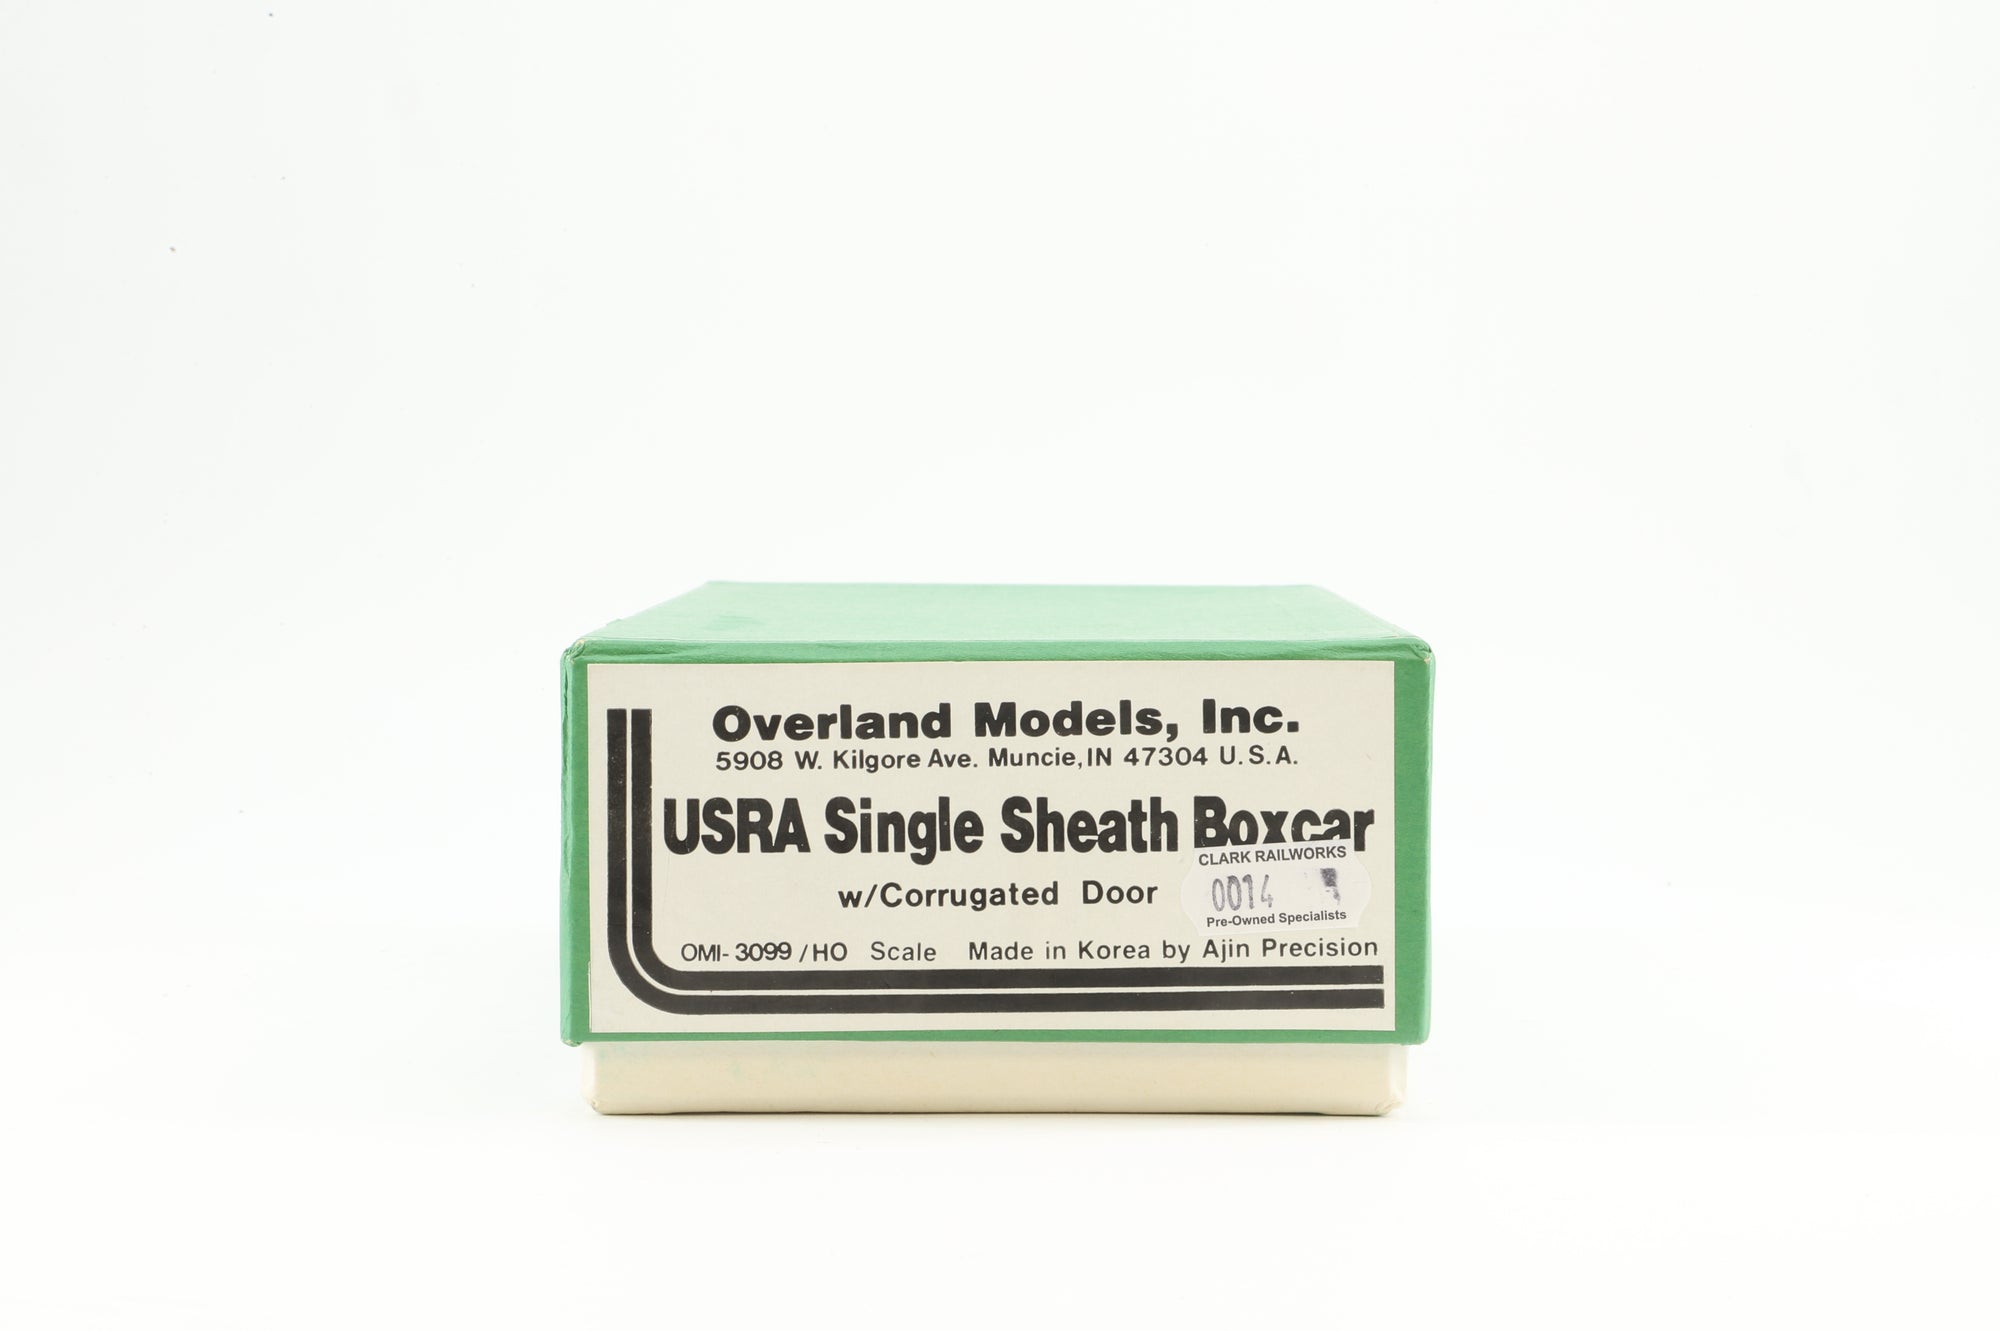 Overland Models, Inc.
5908 W. Kilgore Ave. Muncie, IN 47304 U.S.A.
USRA Single Sheath Boxcar
w/Corrugated Door
CLARK RAILWORKS
0014
Pre-Owned Specialists
OMI-3099/HO Scale Made in Korea by Ajin Precision